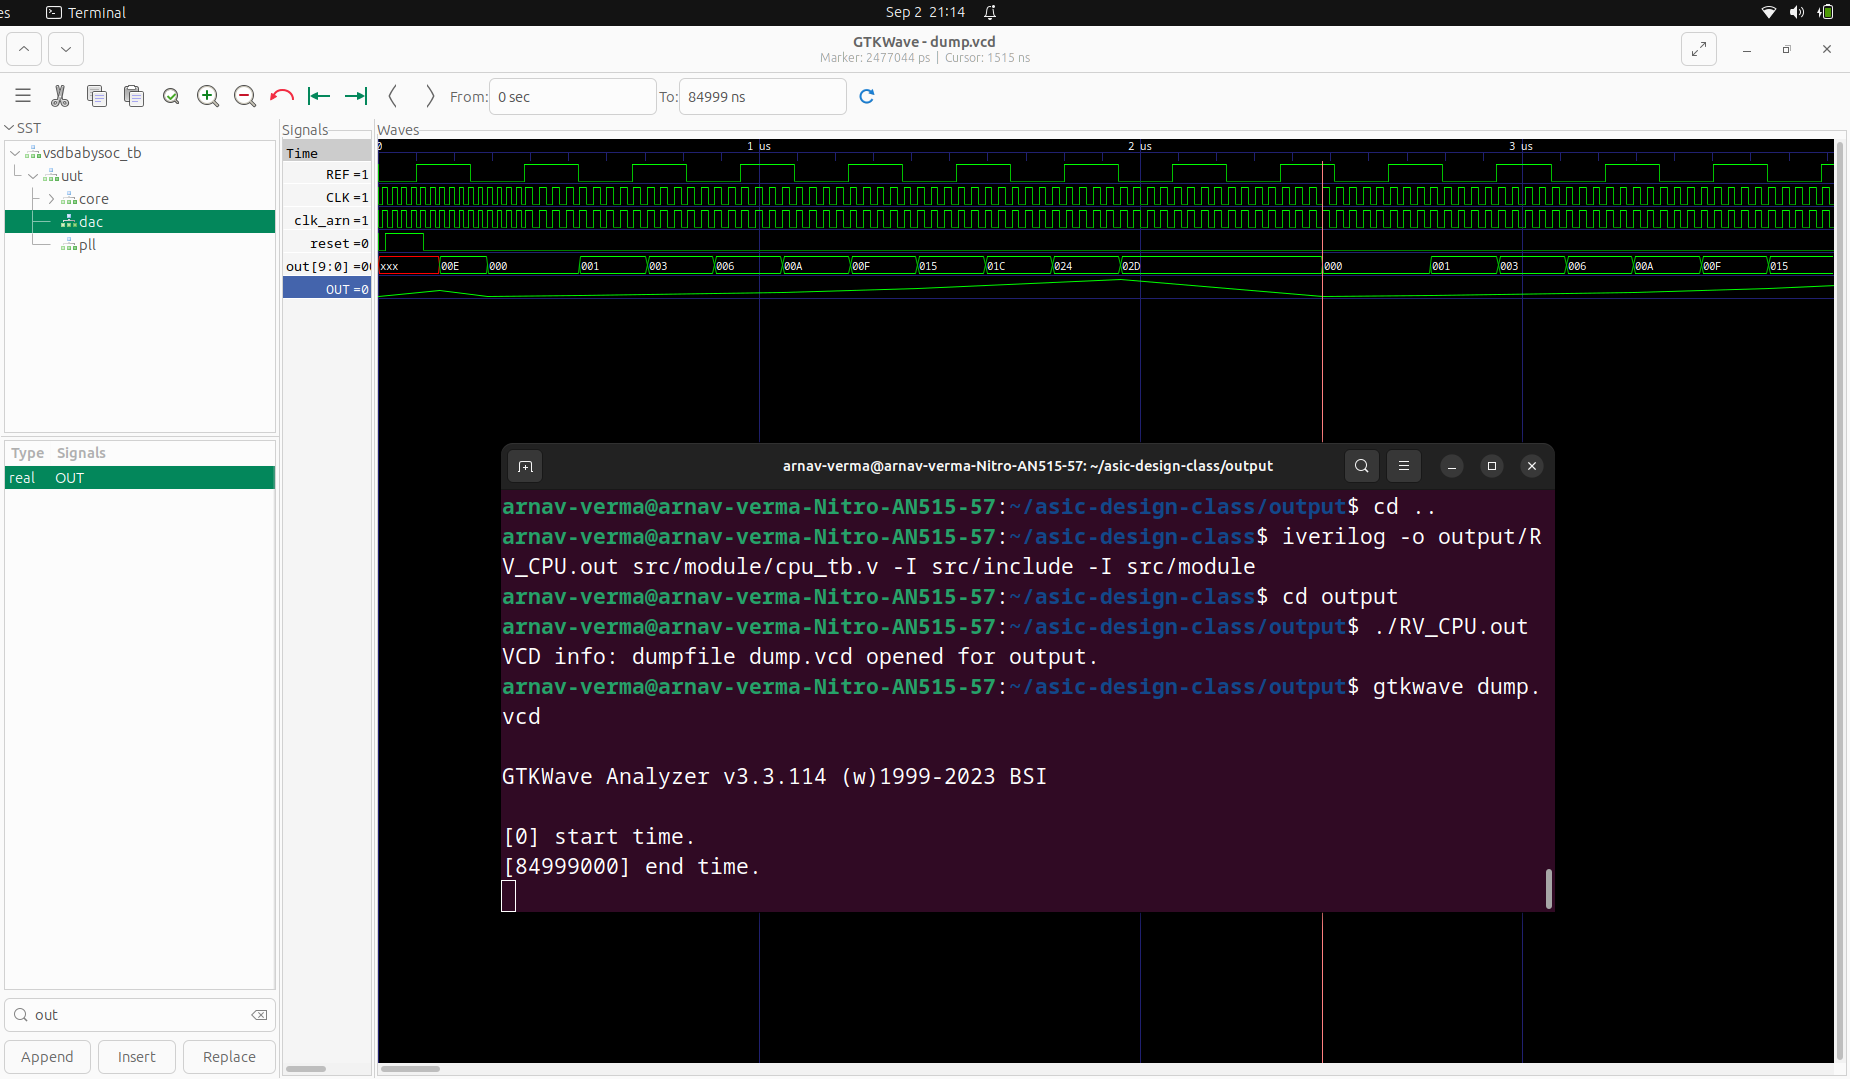 es Terminal Sep 2 21:14
GTKWave - dump.vcd
Marker: 2477044 ps | Cursor: 1515 ns
From: 0 sec To: 84999 ns
SST
vsdbabysoc_tb
uut
core
dac
pll
Type Signals
real OUT
out
Append Insert Replace
Signals
Time
REF =1
CLK =1
clk_arn =1
reset =0
out[9:0] =00
OUT =0
Waves
0 1 us 2 us 3 us
xxx 00E 000 001 003 006 00A 00F 015 01C 024 02D 000 001 003 006 00A 00F 015
arnav-verma@arnav-verma-Nitro-AN515-57: ~/asic-design-class/output
arnav-verma@arnav-verma-Nitro-AN515-57:~/asic-design-class/output$ cd ..
arnav-verma@arnav-verma-Nitro-AN515-57:~/asic-design-class$ iverilog -o output/R
V_CPU.out src/module/cpu_tb.v -I src/include -I src/module
arnav-verma@arnav-verma-Nitro-AN515-57:~/asic-design-class$ cd output
arnav-verma@arnav-verma-Nitro-AN515-57:~/asic-design-class/output$ ./RV_CPU.out
VCD info: dumpfile dump.vcd opened for output.
arnav-verma@arnav-verma-Nitro-AN515-57:~/asic-design-class/output$ gtkwave dump.
vcd
GTKWave Analyzer v3.3.114 (w)1999-2023 BSI
[0] start time.
[84999000] end time.